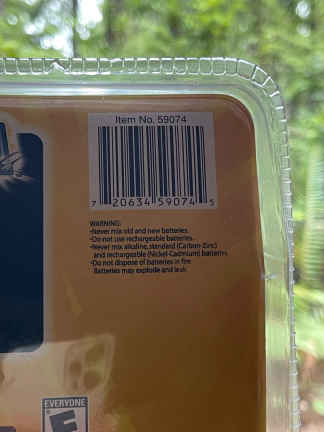 Item No. 59074
7 20634 59074 5
WARNING:
•Never mix old and new batteries.
•Do not use rechargeable batteries.
•Never mix alkaline, standard (Carbon-Zinc)
and rechargeable (Nickel-Cadmium) batteries.
•Do not dispose of batteries in fire.
Batteries may explode and leak.
EVERYONE
E